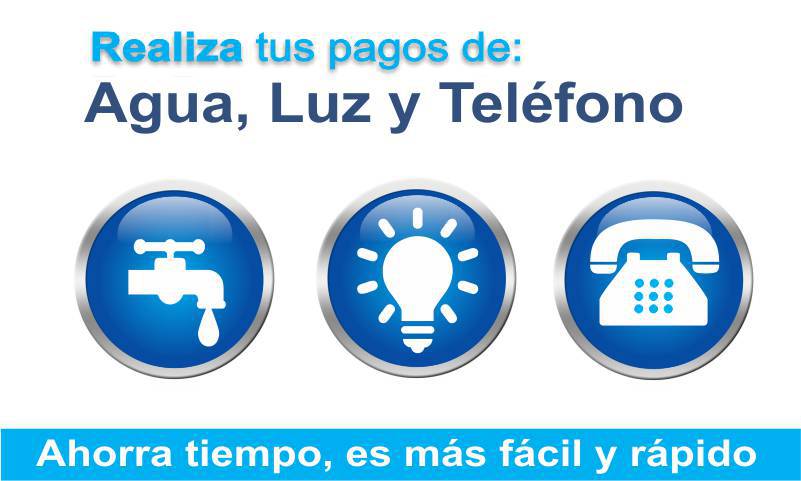 Realiza tus pagos de:
Agua, Luz y Teléfono
Ahorra tiempo, es más fácil y rápido